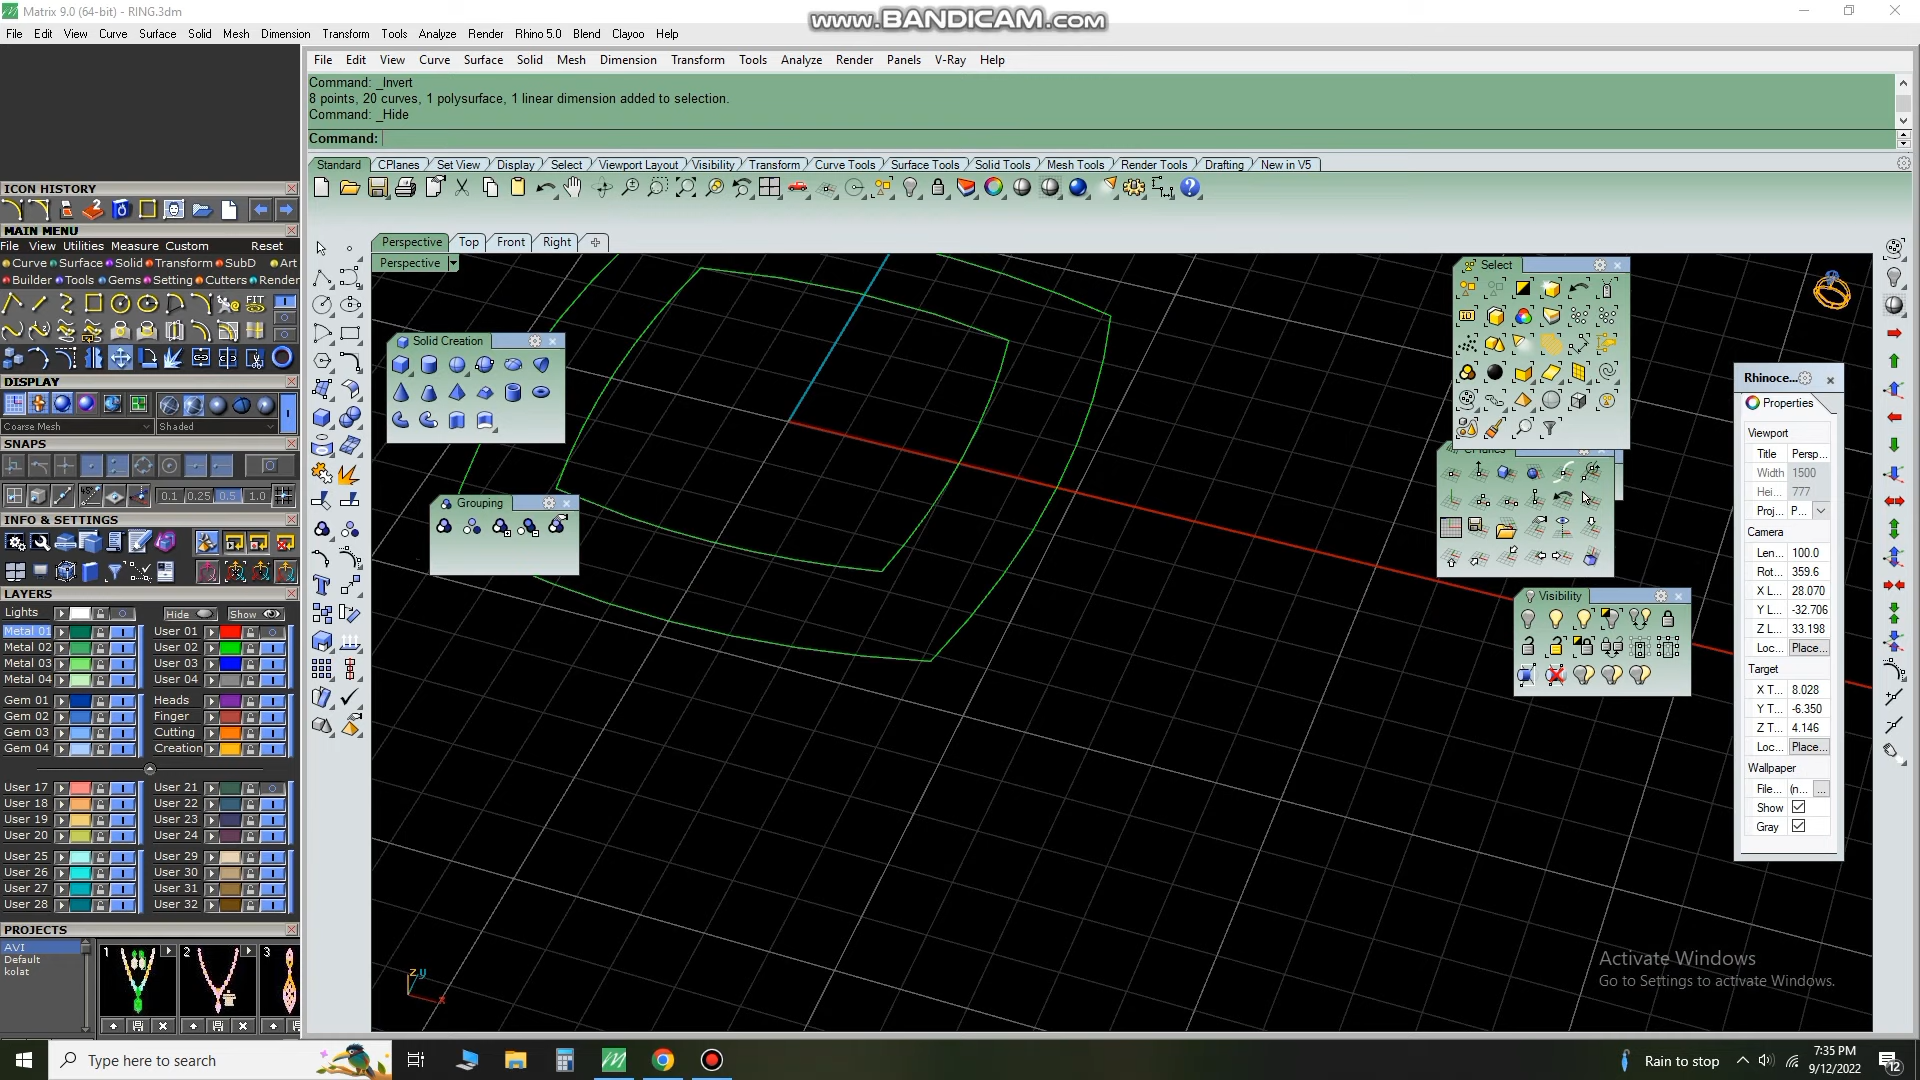 Matrix 9.0 (64-bit) - RING.3dm
www.BANDICAM.com
File Edit View Curve Surface Solid Mesh Dimension Transform Tools Analyze Render Rhino 5.0 Blend Clayoo Help
File Edit View Curve Surface Solid Mesh Dimension Transform Tools Analyze Render Panels V-Ray Help
Command: _Invert
8 points, 20 curves, 1 polysurface, 1 linear dimension added to selection.
Command: _Hide
Command:
Standard CPlanes Set View Display Select Viewport Layout Visibility Transform Curve Tools Surface Tools Solid Tools Mesh Tools Render Tools Drafting New in V5
ICON HISTORY
MAIN MENU
File View Utilities Measure Custom Reset
Curve Surface Solid Transform SubD Art
Builder Tools Gems Setting Cutters Render
FIT
DISPLAY
Coarse Mesh Shaded
SNAPS
0.1 0.25 0.5 1.0
INFO & SETTINGS
LAYERS
Lights Hide Show
Metal 01 User 01
Metal 02 User 02
Metal 03 User 03
Metal 04 User 04
Gem 01 Heads
Gem 02 Finger
Gem 03 Cutting
Gem 04 Creation
User 17 User 21
User 18 User 22
User 19 User 23
User 20 User 24
User 25 User 29
User 26 User 30
User 27 User 31
User 28 User 32
PROJECTS
AVI
Default
kolat
1 2 3
Perspective Top Front Right
Perspective
Solid Creation
Grouping
Select
CPlanes
Visibility
Rhinoce...
Properties
Viewport
Title Persp...
Width 1500
Hei... 777
Proj... P...
Camera
Len... 100.0
Rot... 359.6
X L... 28.070
Y L... -32.706
Z L... 33.198
Loc... Place...
Target
X T... 8.028
Y T... -6.350
Z T... 4.146
Loc... Place...
Wallpaper
File... (n... ...
Show
Gray
z y
x
Activate Windows
Go to Settings to activate Windows.
Type here to search
Rain to stop
7:35 PM
9/12/2022
12